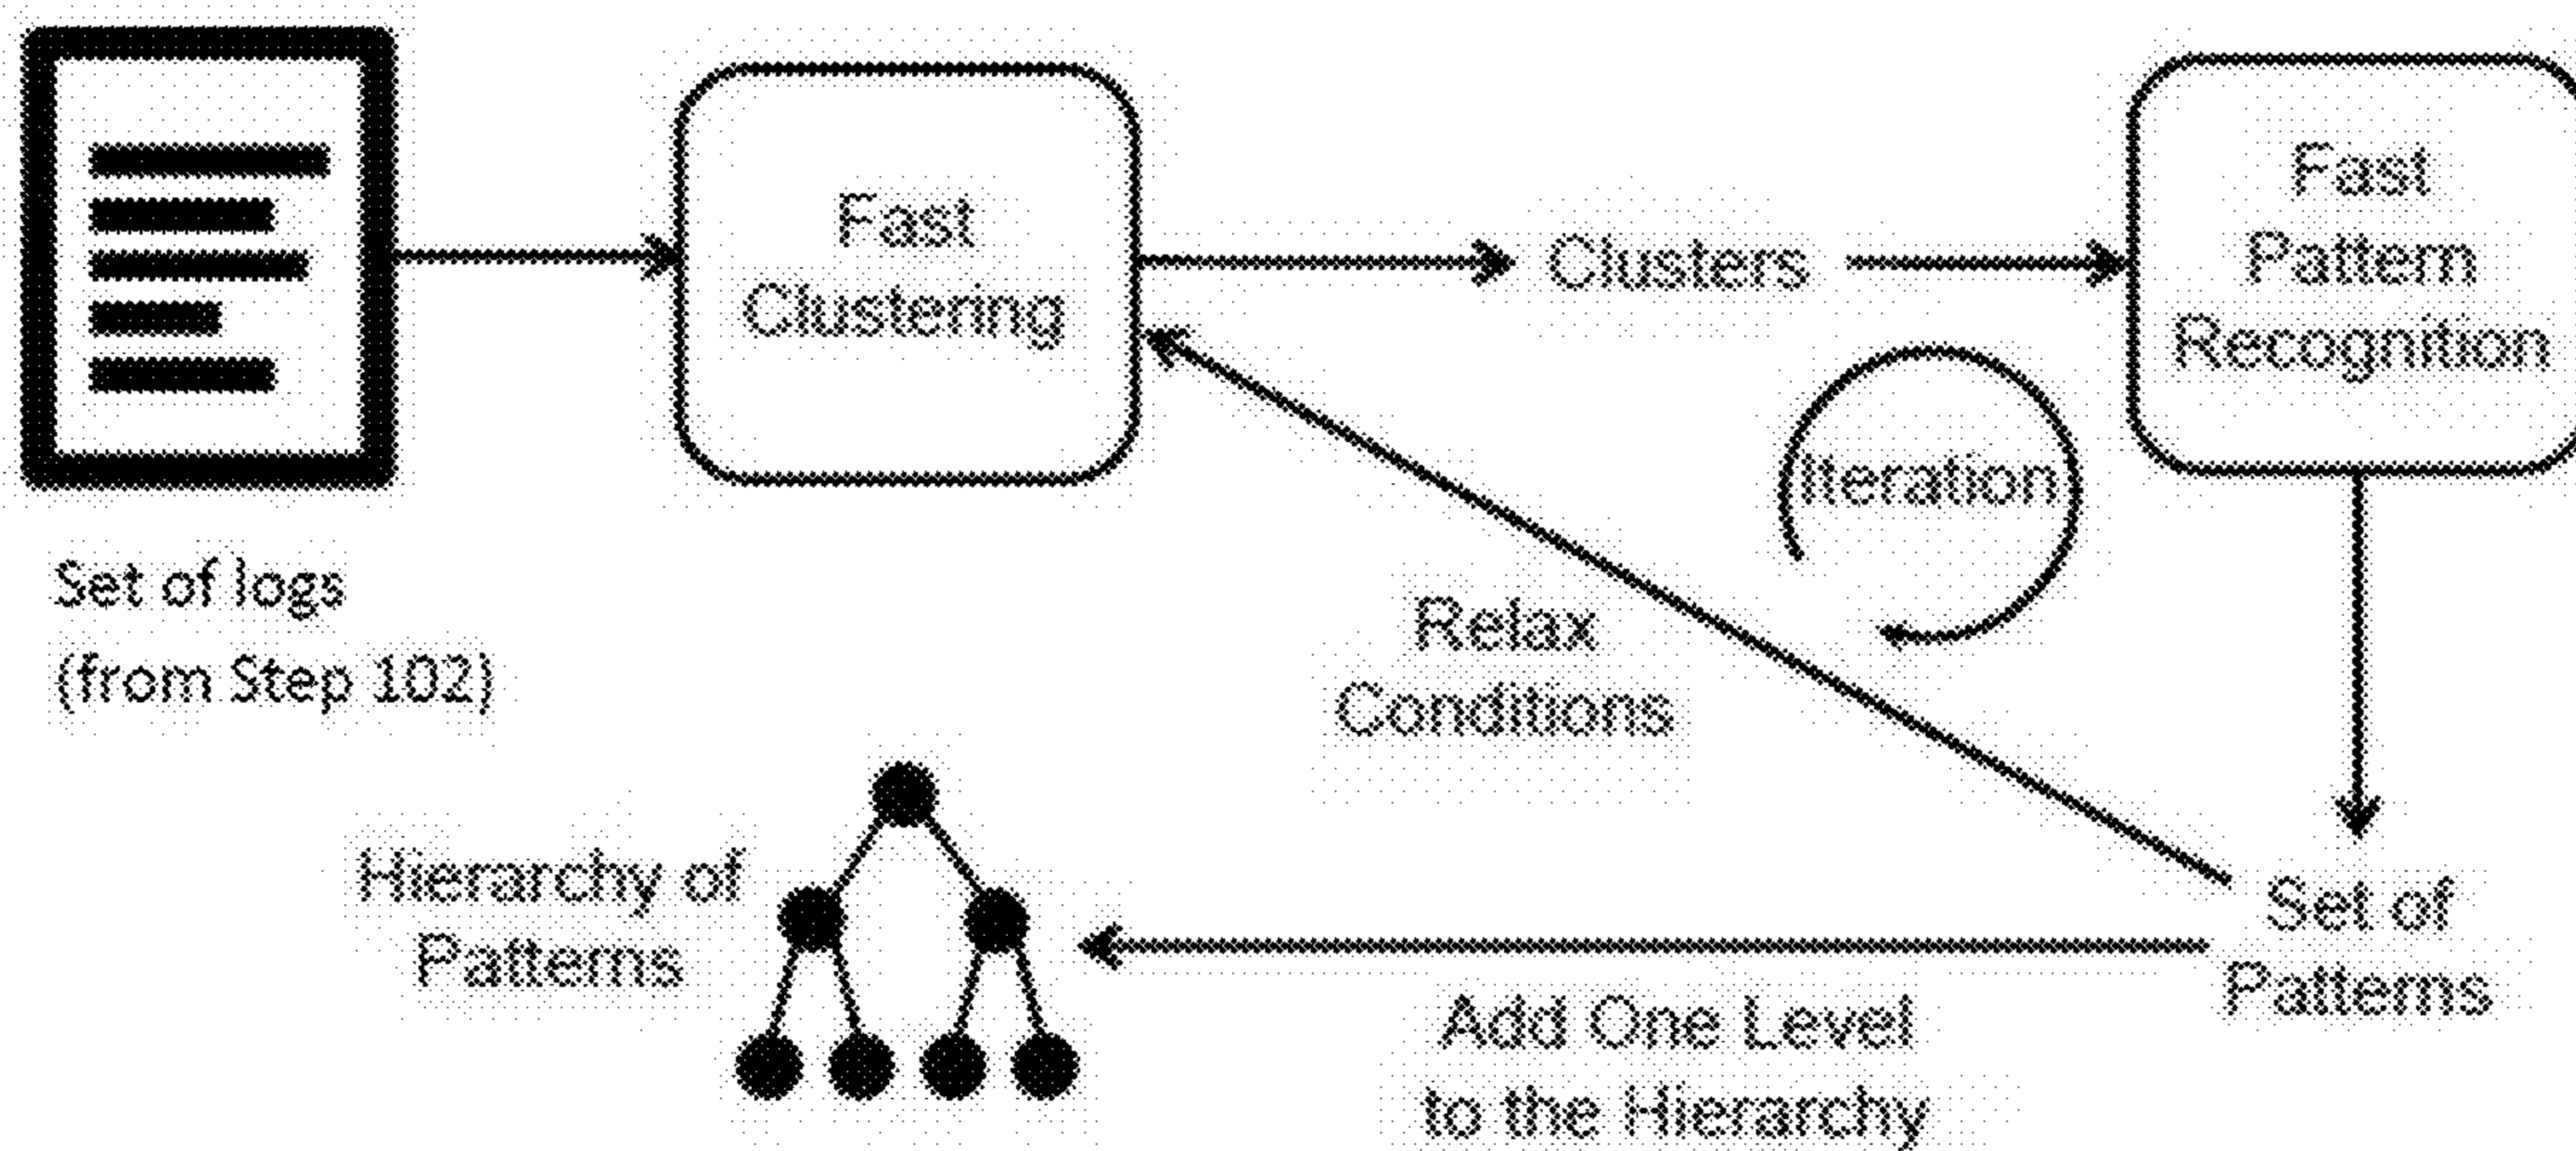 Fast
Clustering
Clusters
Fast
Pattern
Recognition
Iteration
Set of logs
(from Step 102)
Relax
Conditions
Hierarchy of
Patterns
Set of
Patterns
Add One Level
to the Hierarchy